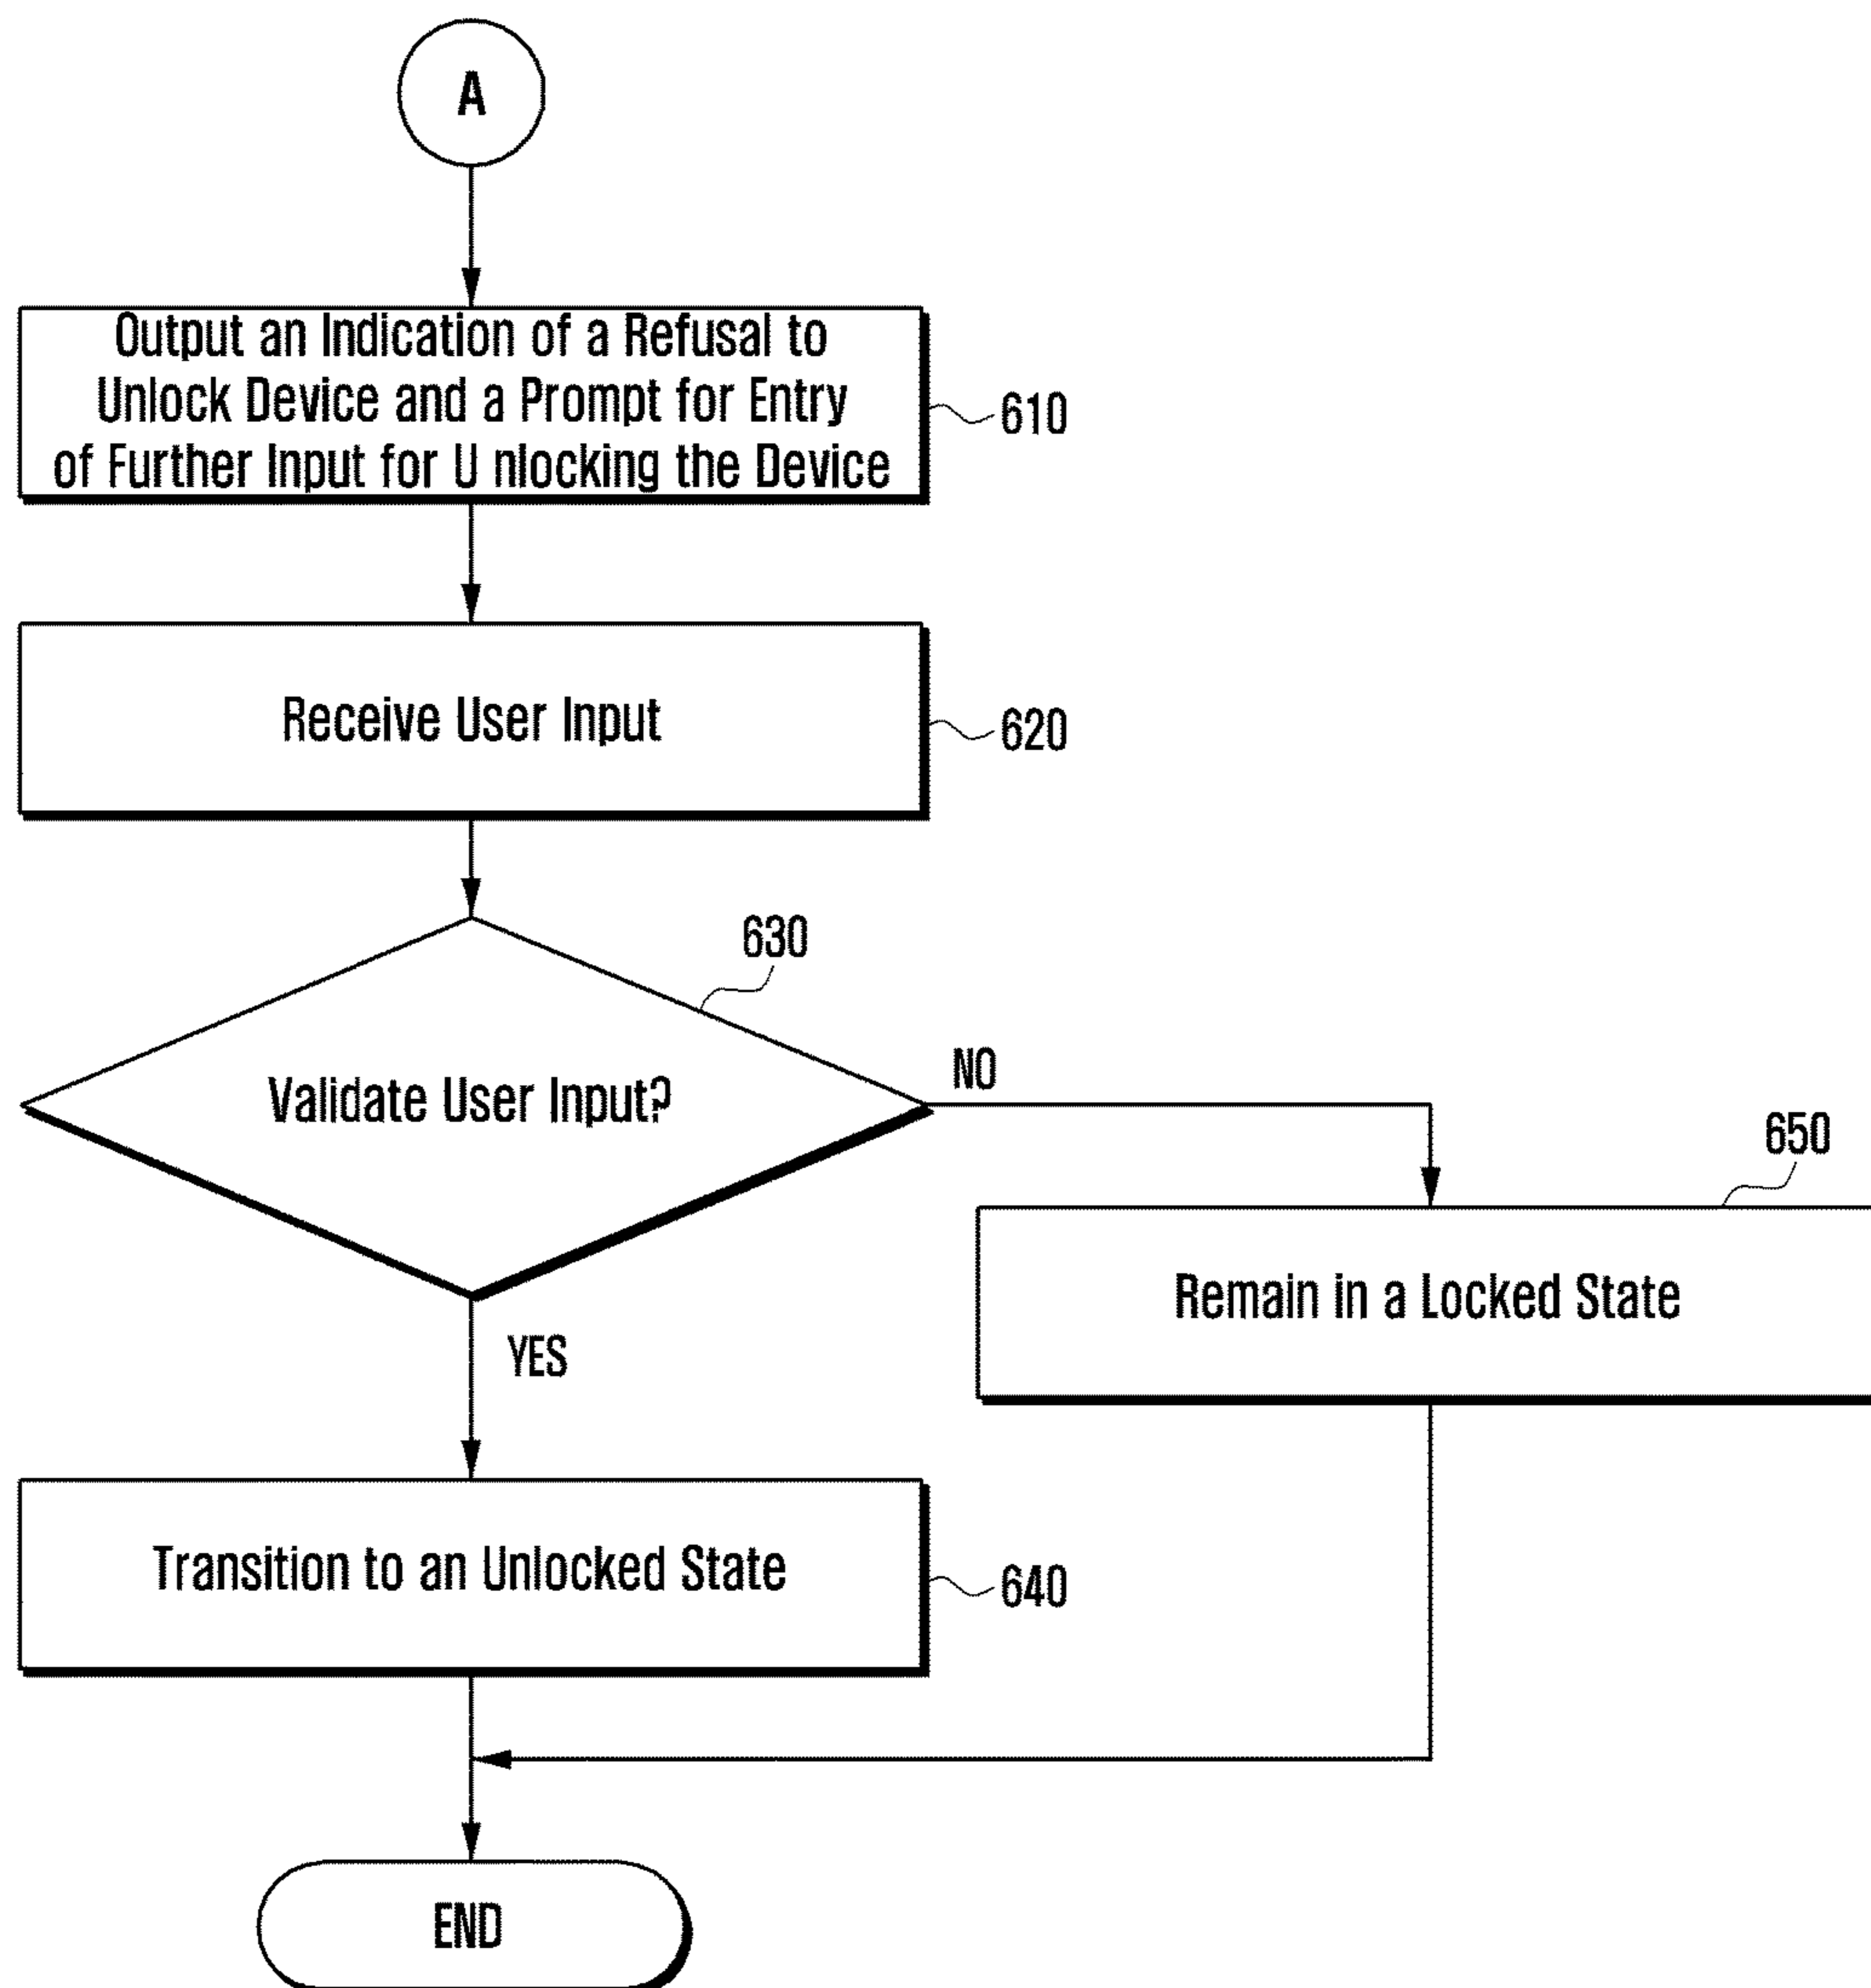 A
Output an Indication of a Refusal to
Unlock Device and a Prompt for Entry
of Further Input for U nlocking the Device
610
Receive User Input
620
630
Validate User Input?
NO
650
Remain in a Locked State
YES
Transition to an Unlocked State
640
END